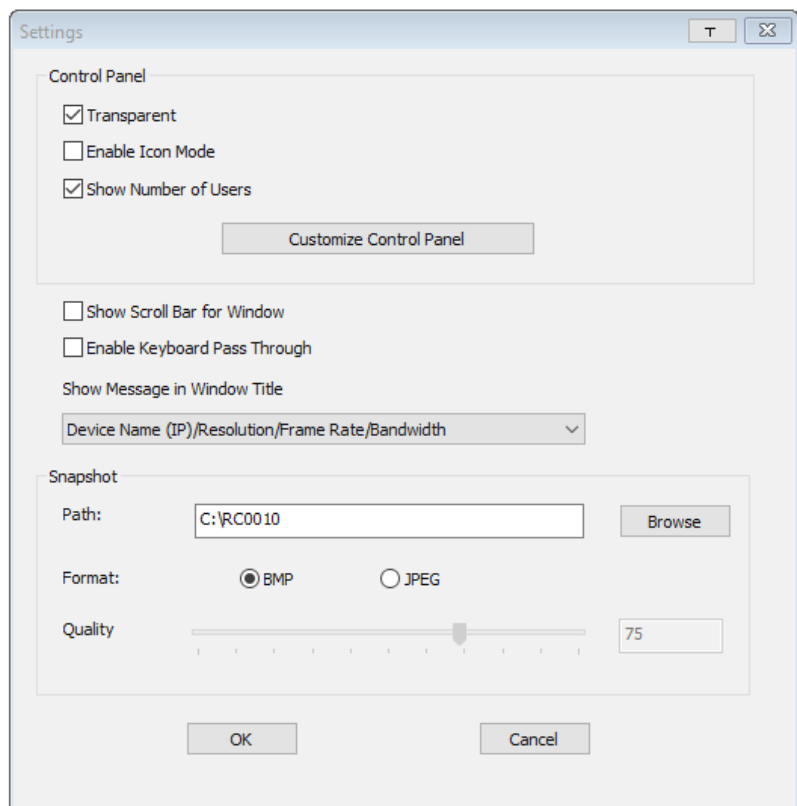 Settings
T
Control Panel
Transparent
Enable Icon Mode
Show Number of Users
Customize Control Panel
Show Scroll Bar for Window
Enable Keyboard Pass Through
Show Message in Window Title
Device Name (IP)/Resolution/Frame Rate/Bandwidth
Snapshot
Path: C:\RC0010 Browse
Format: BMP JPEG
Quality 75
OK Cancel